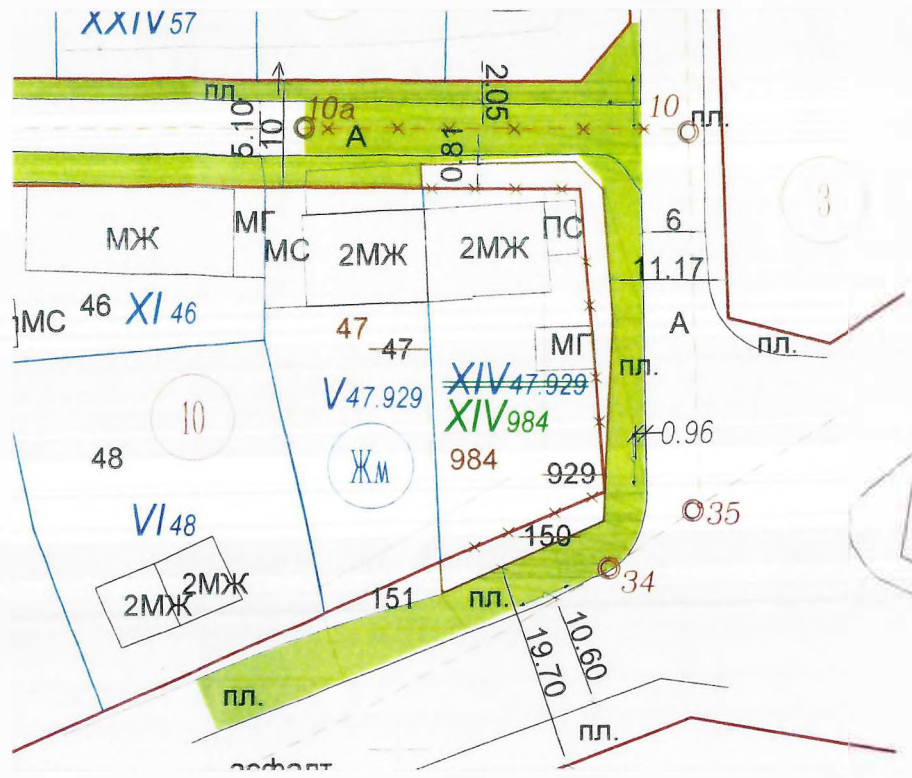 XXIV 57
пл.
5.10
10
10а
А
2.05
0.81
10
пл.
3
МЖ
МГ
МС
2МЖ
2МЖ
ПС
6
11.17
МС
46
XI 46
47
47
МГ
А
пл.
пл.
V 47.929
XIV 47.929
XIV 984
10
0.96
48
Жм
984
929
VI 48
150
35
34
2МЖ
2МЖ
151
пл.
19.70
10.60
пл.
пл.
асфалт